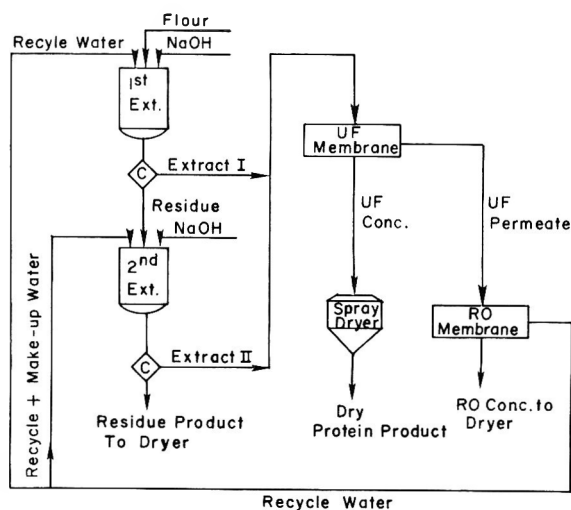 Flour
Recyle Water
NaOH
1st
Ext.
C
Extract I
Residue
NaOH
2nd
Ext.
C
Extract II
Residue Product
To Dryer
Recycle + Make-up Water
UF
Membrane
UF
Conc.
UF
Permeate
Spray
Dryer
RO
Membrane
Dry
Protein Product
RO Conc. to
Dryer
Recycle Water